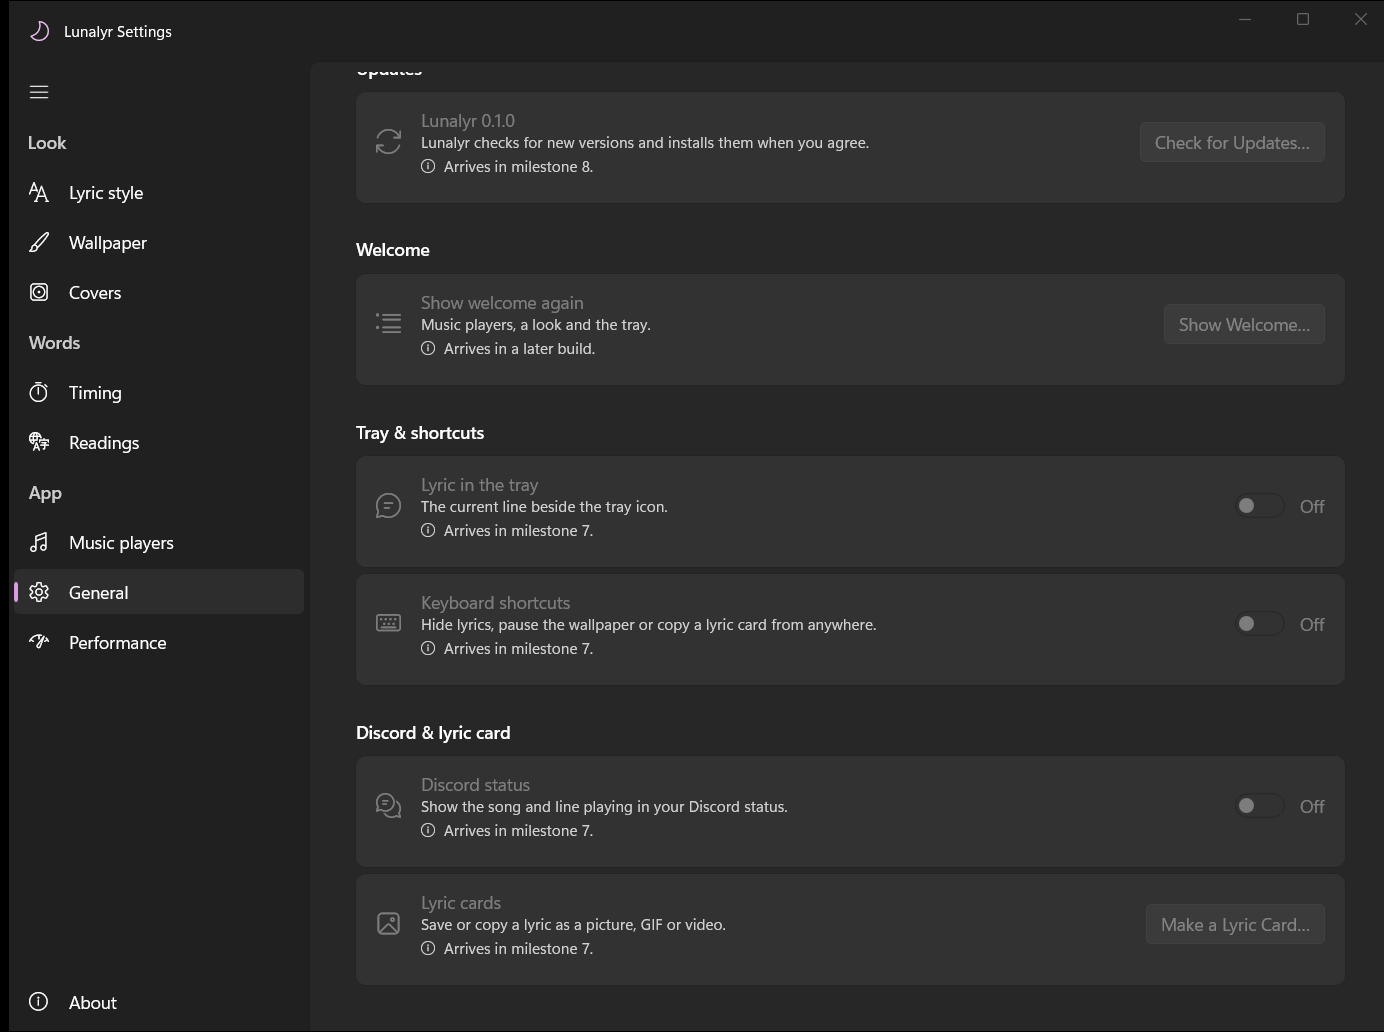 Lunalyr Settings
Look
Lyric style
Wallpaper
Covers
Words
Timing
Readings
App
Music players
General
Performance
About
Updates
Lunalyr 0.1.0
Lunalyr checks for new versions and installs them when you agree.
Arrives in milestone 8.
Check for Updates...
Welcome
Show welcome again
Music players, a look and the tray.
Arrives in a later build.
Show Welcome...
Tray & shortcuts
Lyric in the tray
The current line beside the tray icon.
Arrives in milestone 7.
Off
Keyboard shortcuts
Hide lyrics, pause the wallpaper or copy a lyric card from anywhere.
Arrives in milestone 7.
Off
Discord & lyric card
Discord status
Show the song and line playing in your Discord status.
Arrives in milestone 7.
Off
Lyric cards
Save or copy a lyric as a picture, GIF or video.
Arrives in milestone 7.
Make a Lyric Card...